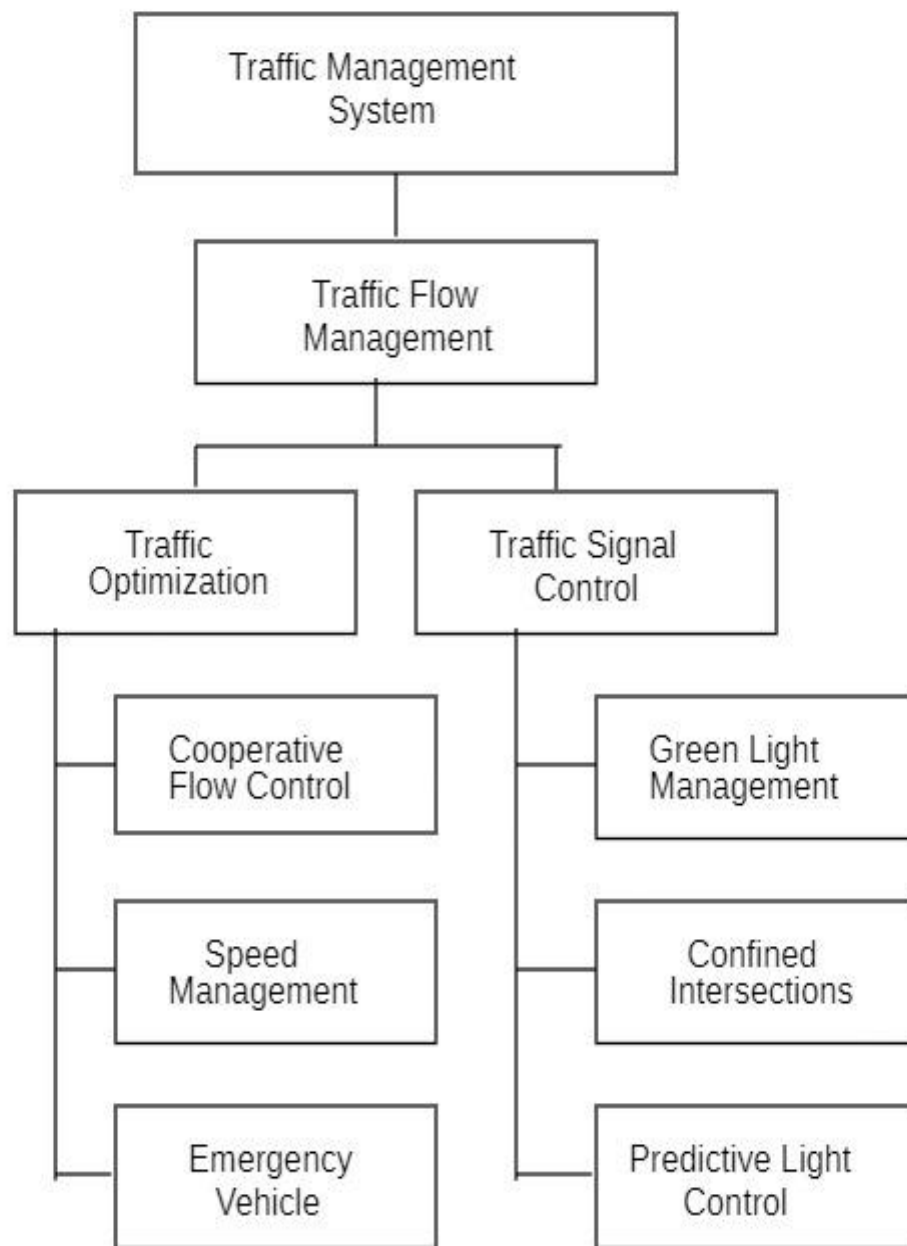 Traffic Management
System
Traffic Flow
Management
Traffic
Optimization
Traffic Signal
Control
Cooperative
Flow Control
Green Light
Management
Speed
Management
Confined
Intersections
Emergency
Vehicle
Predictive Light
Control